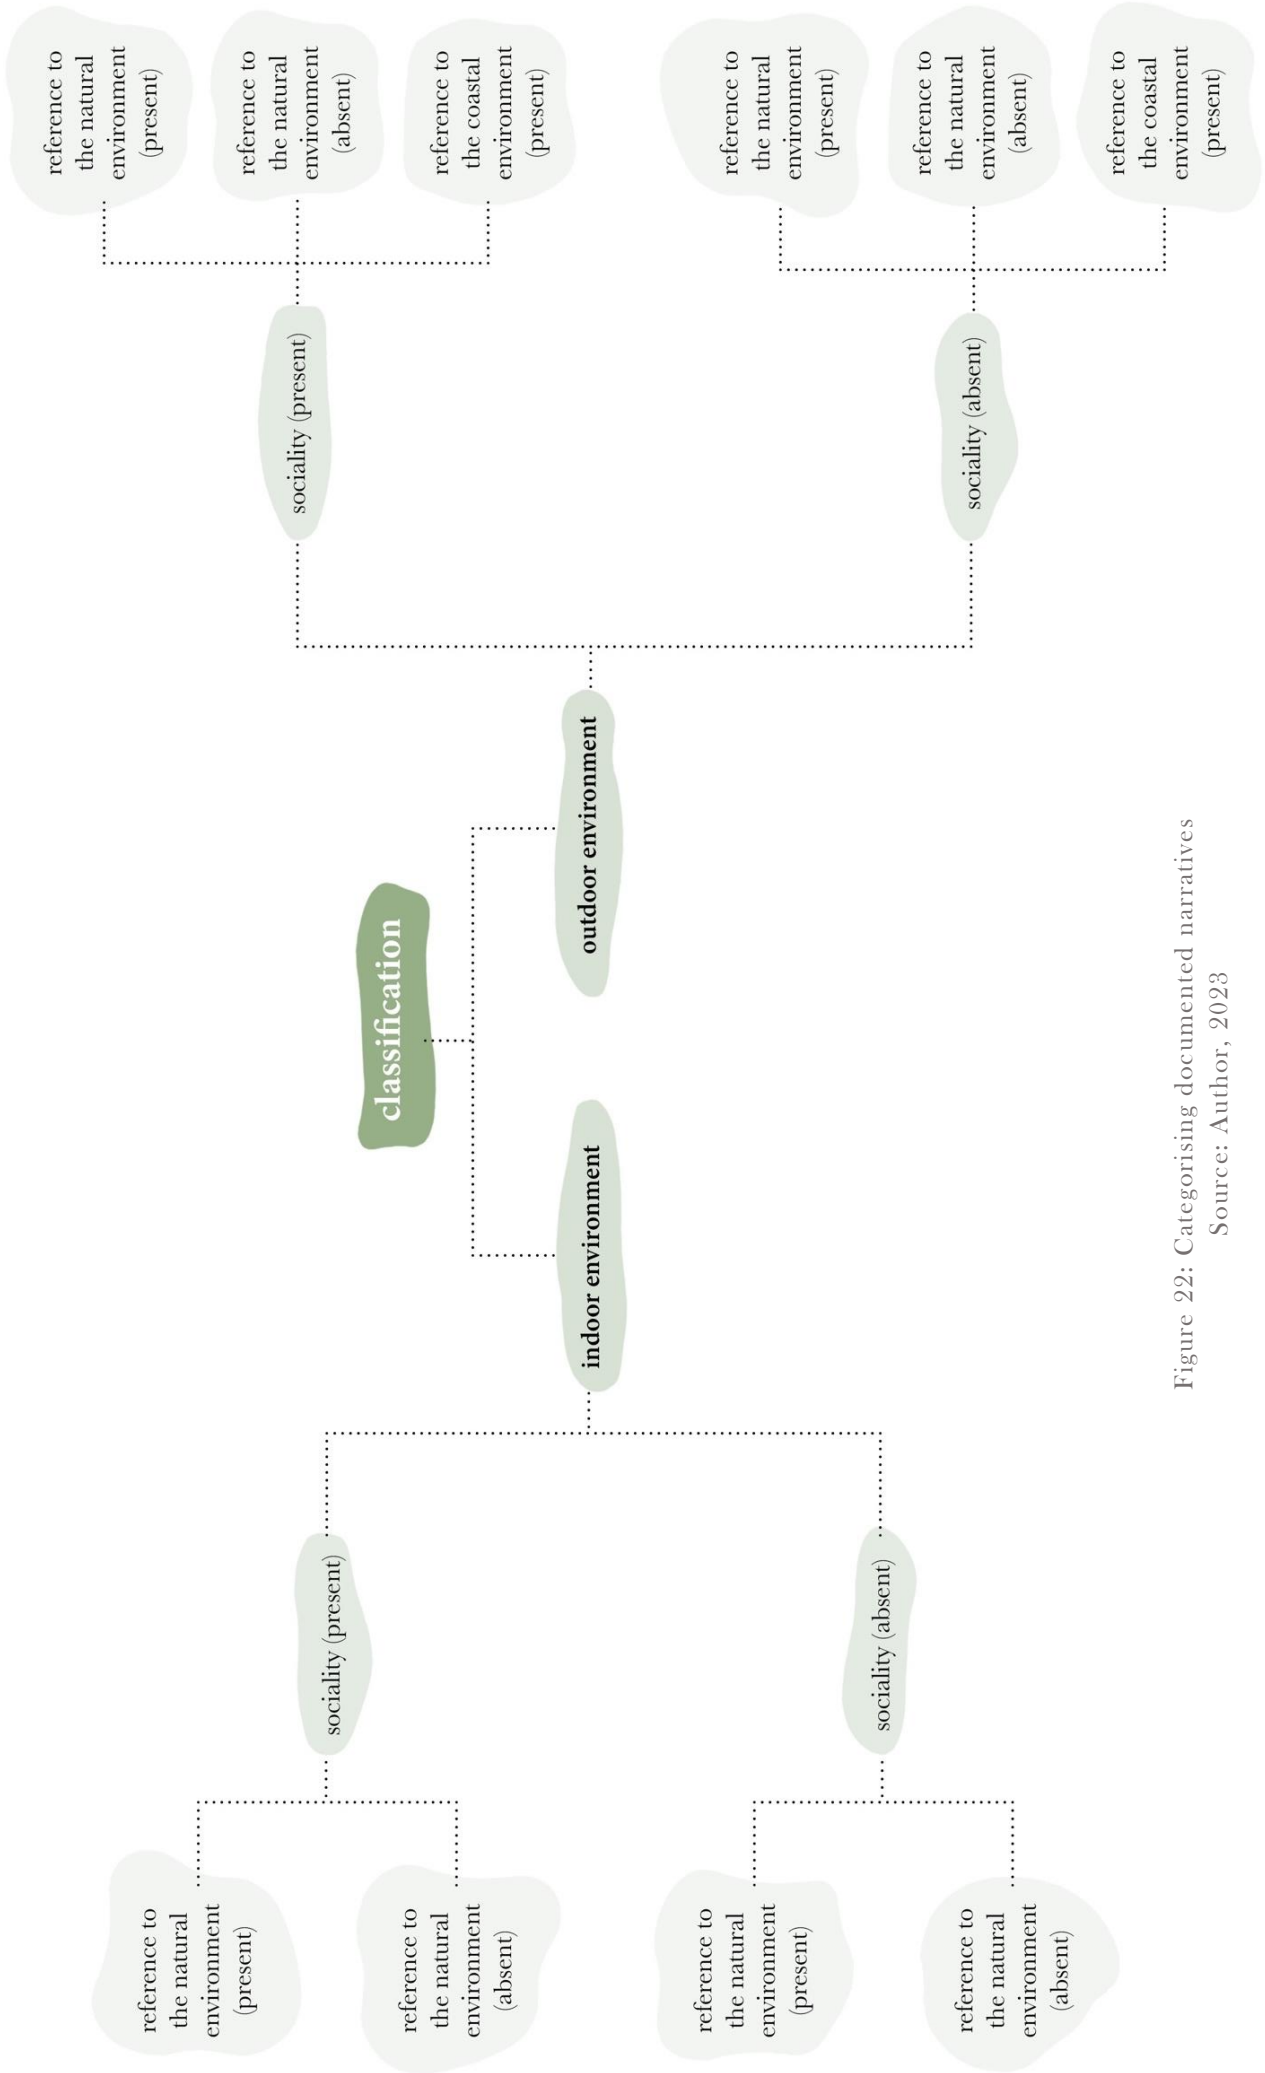 classification
indoor environment
outdoor environment
sociality (present)
reference to
the natural
environment
(present)
reference to
the natural
environment
(absent)
sociality (absent)
reference to
the natural
environment
(present)
reference to
the natural
environment
(absent)
sociality (present)
reference to
the natural
environment
(present)
reference to
the natural
environment
(absent)
reference to
the coastal
environment
(present)
sociality (absent)
reference to
the natural
environment
(present)
reference to
the natural
environment
(absent)
reference to
the coastal
environment
(present)
Figure 22: Categorising documented narratives
Source: Author, 2023